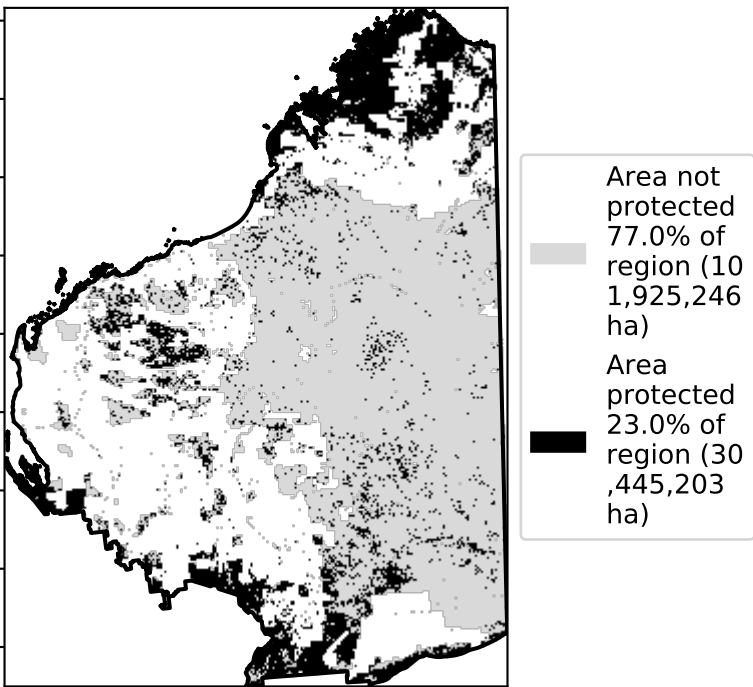 Area not
protected
77.0% of
region (10
1,925,246
ha)
Area
protected
23.0% of
region (30
,445,203
ha)